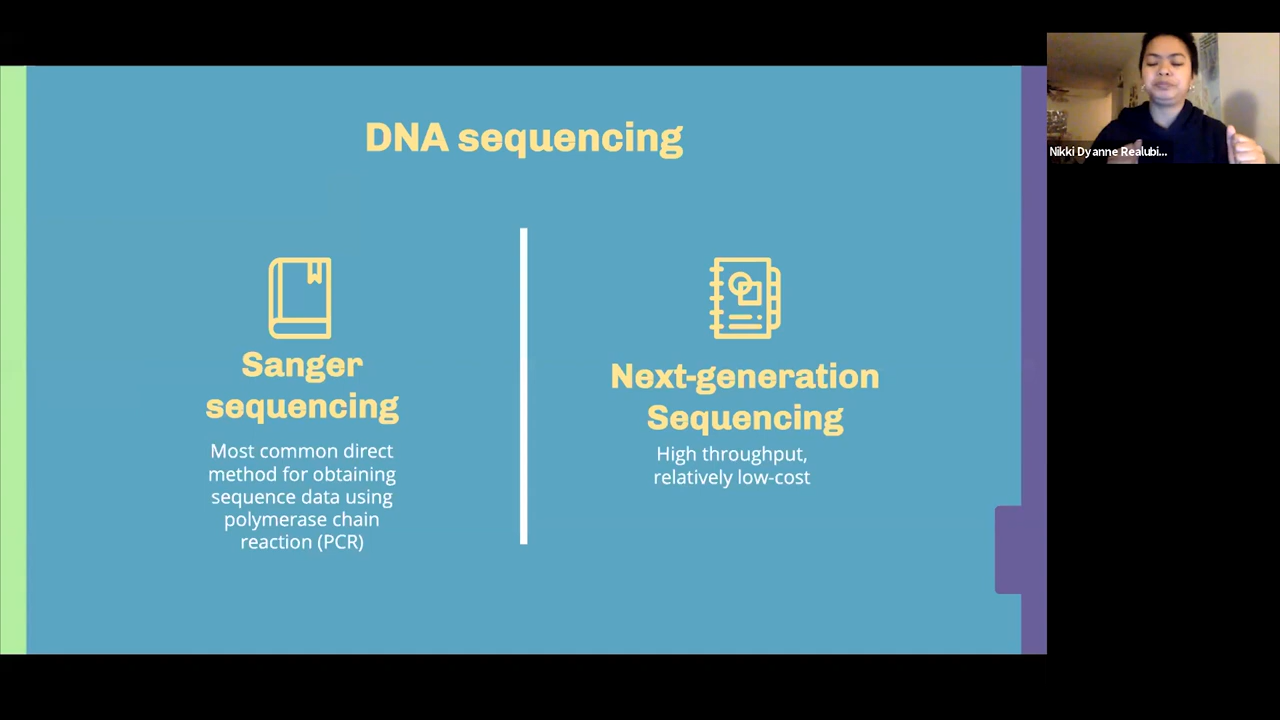 DNA sequencing
Sanger
sequencing
Most common direct
method for obtaining
sequence data using
polymerase chain
reaction (PCR)
Next-generation
Sequencing
High throughput,
relatively low-cost
Nikki Dyanne Realubi...